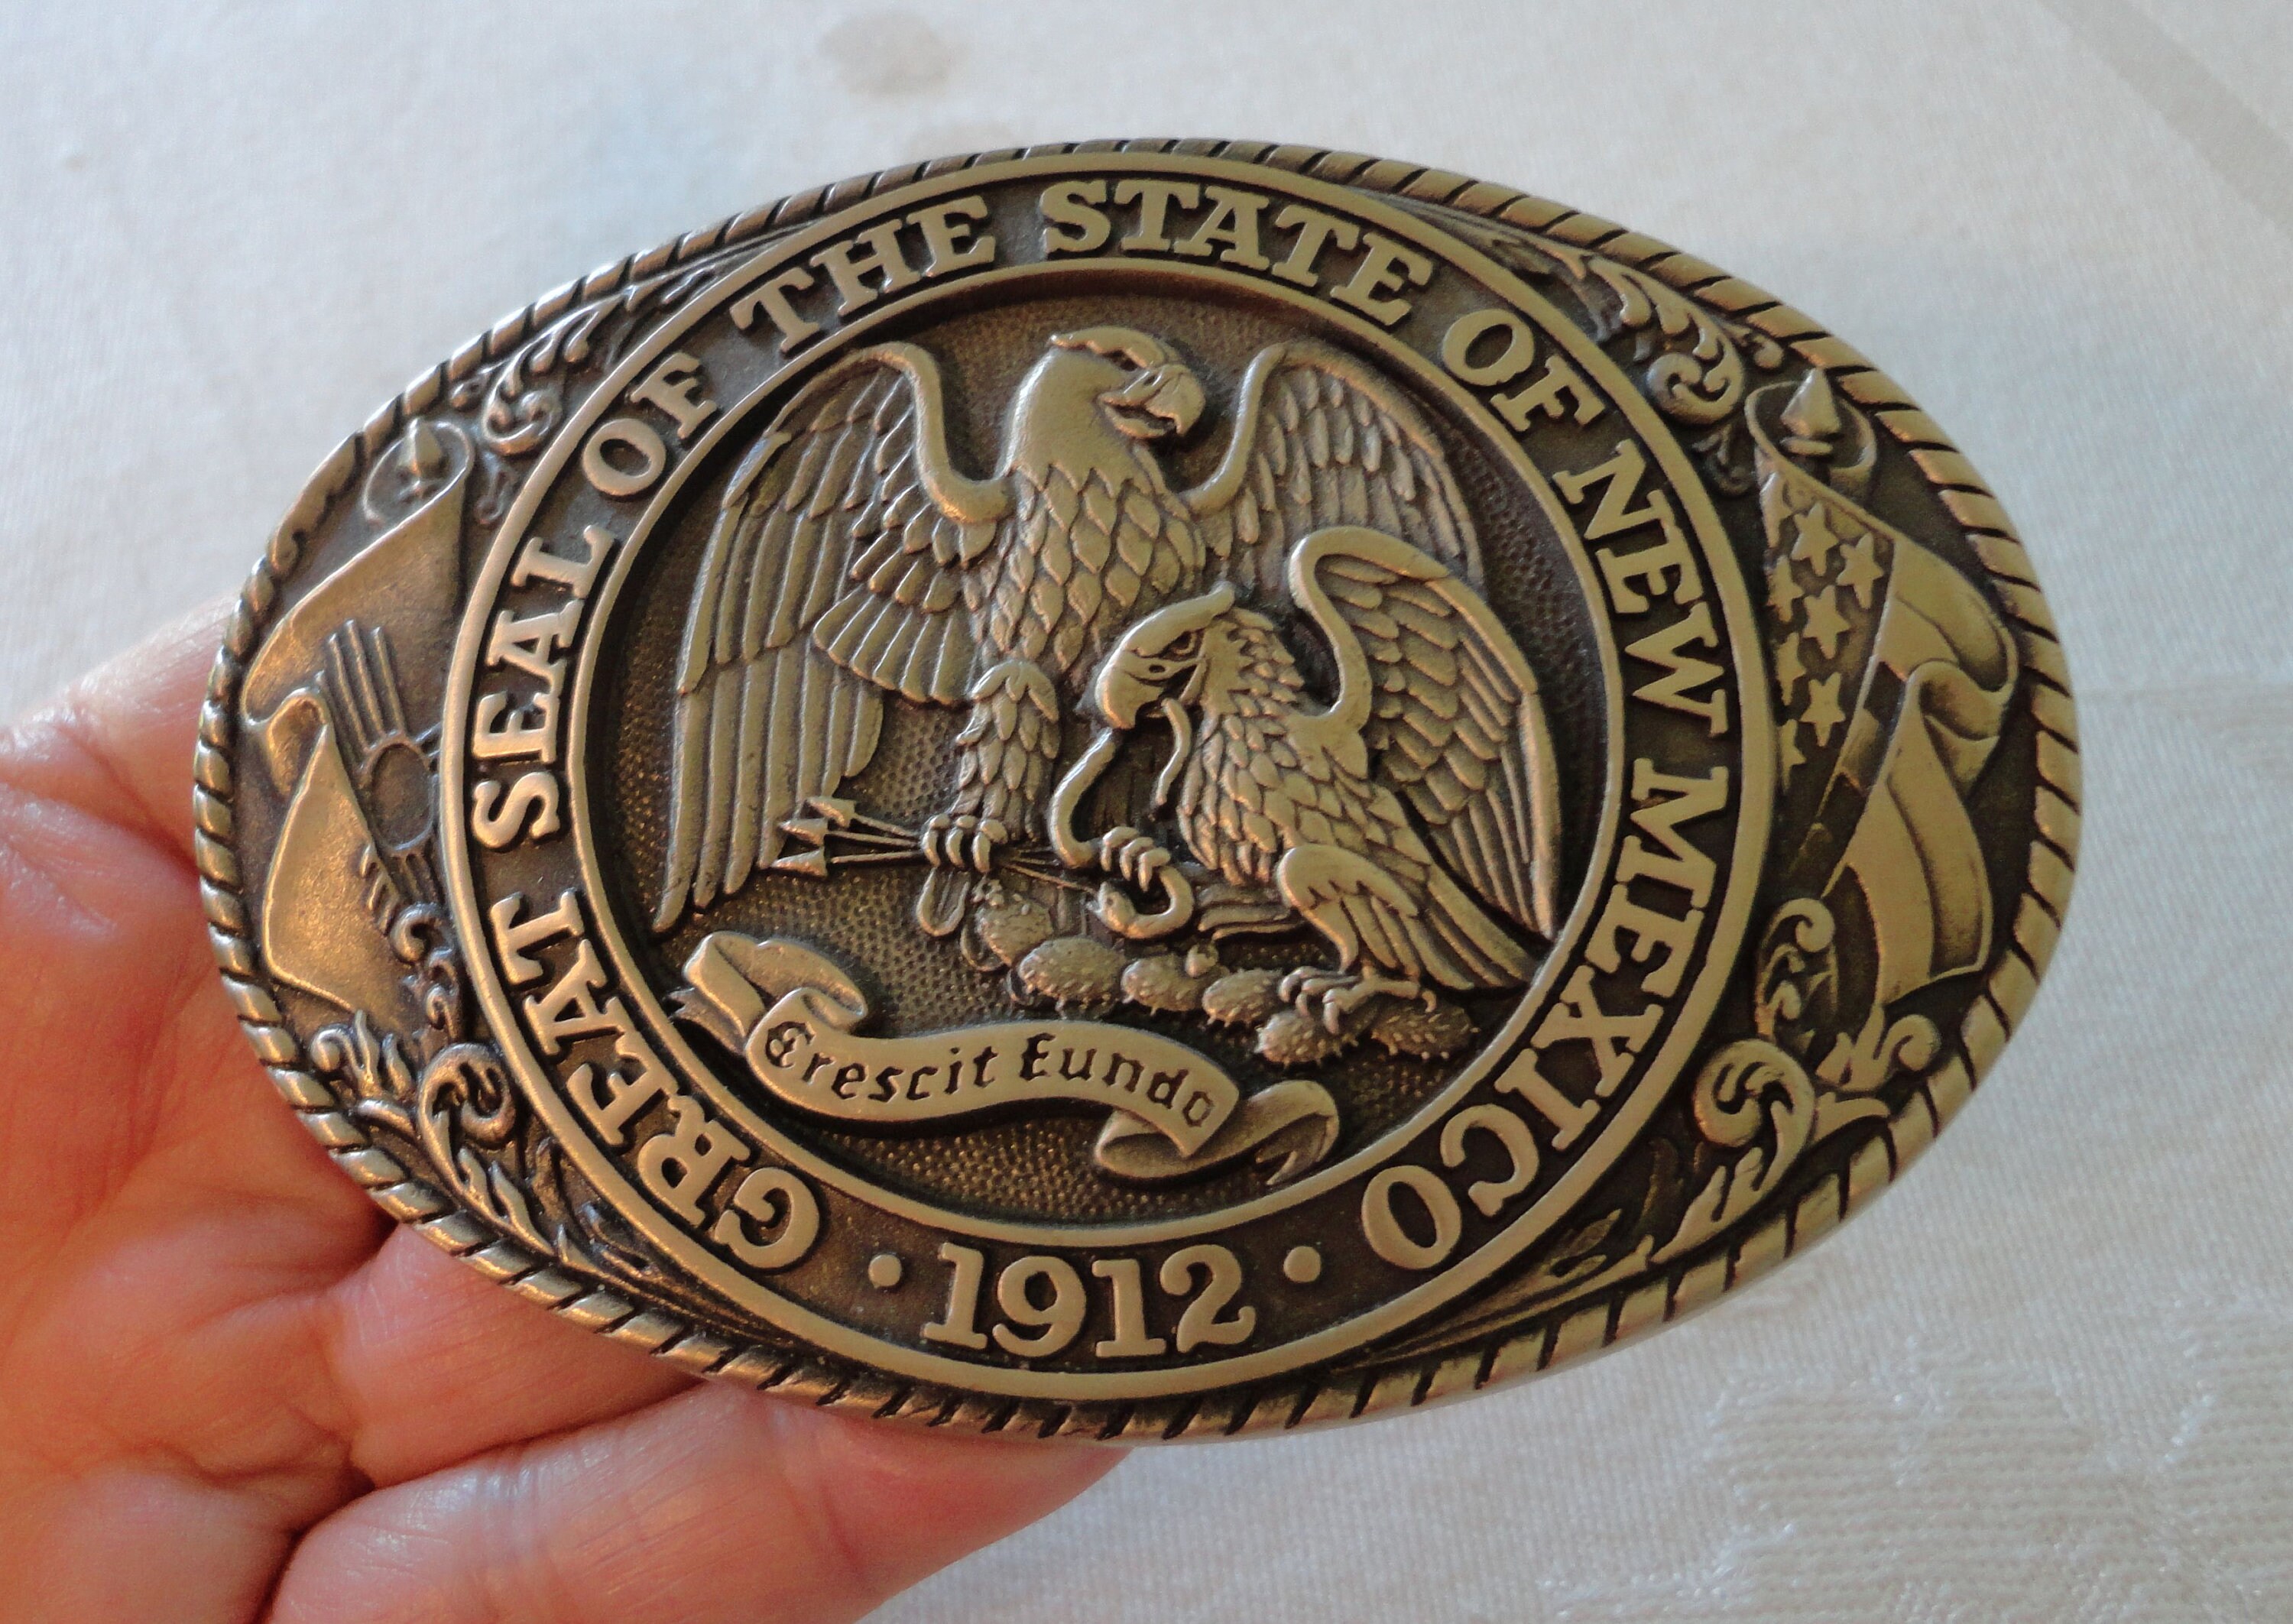 GREAT SEAL OF THE STATE OF NEW MEXICO
Crescit Eundo
· 1912 ·